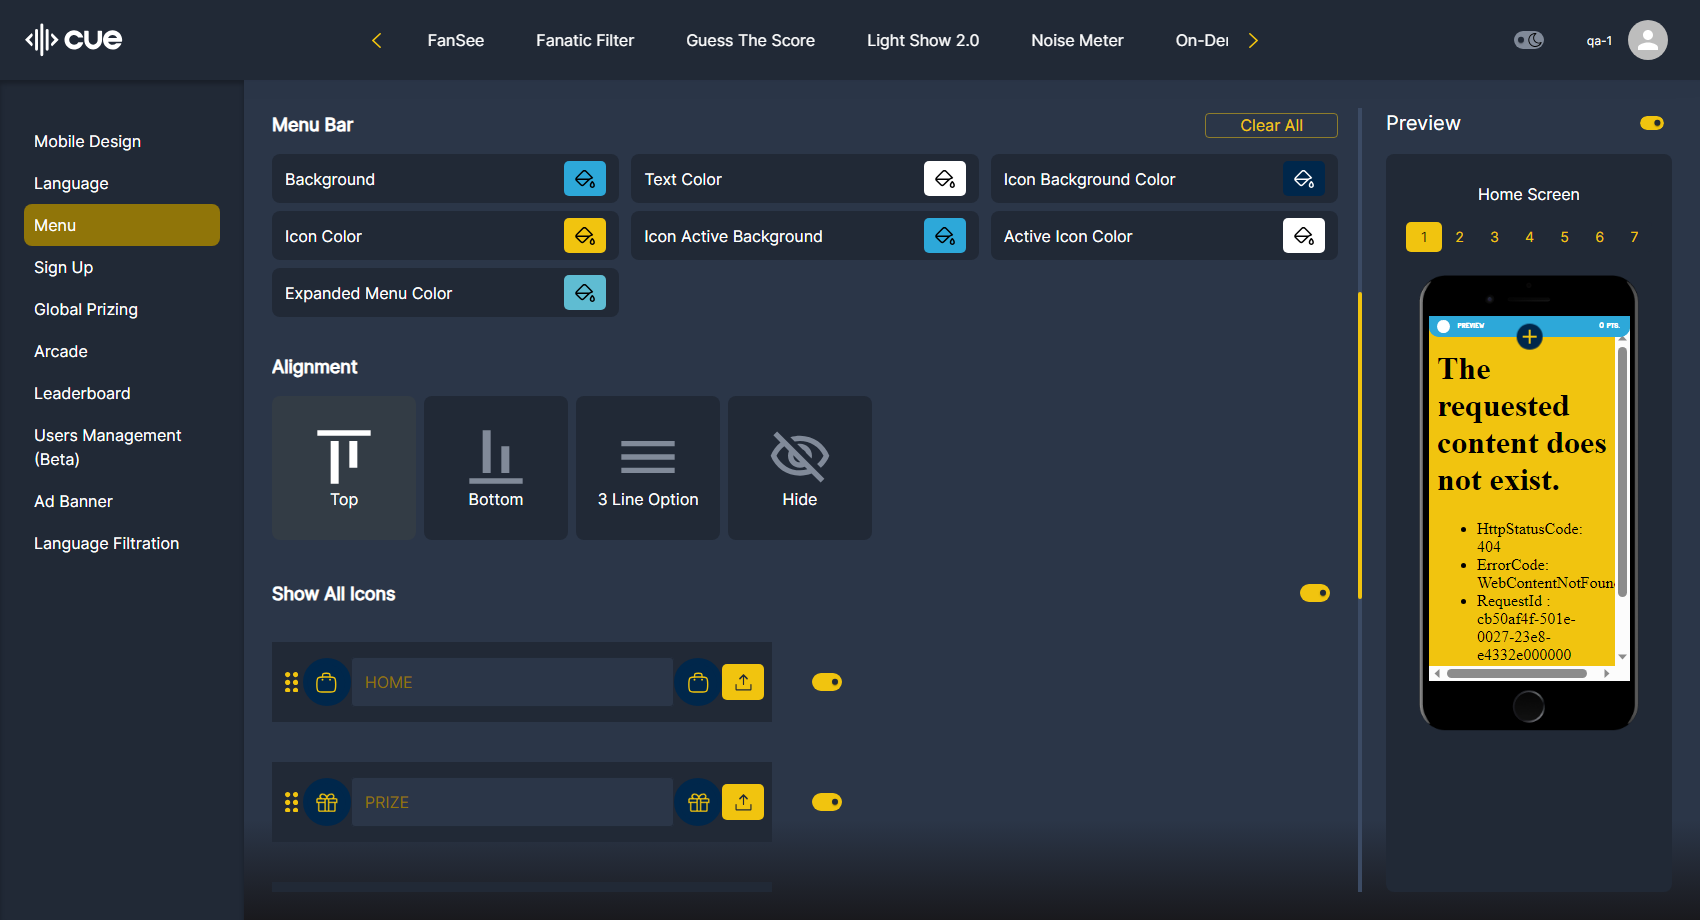 cue
FanSee
Fanatic Filter
Guess The Score
Light Show 2.0
Noise Meter
On-De
qa-1
Mobile Design
Language
Menu
Sign Up
Global Prizing
Arcade
Leaderboard
Users Management
(Beta)
Ad Banner
Language Filtration
Menu Bar
Clear All
Background
Text Color
Icon Background Color
Icon Color
Icon Active Background
Active Icon Color
Expanded Menu Color
Alignment
Top
Bottom
3 Line Option
Hide
Show All Icons
HOME
PRIZE
Preview
Home Screen
1 2 3 4 5 6 7
PREVIEW
0 PTS.
The
requested
content does
not exist.
HttpStatusCode:
404
ErrorCode:
WebContentNotFoun
RequestId :
cb50af4f-501e-
0027-23e8-
e4332e000000